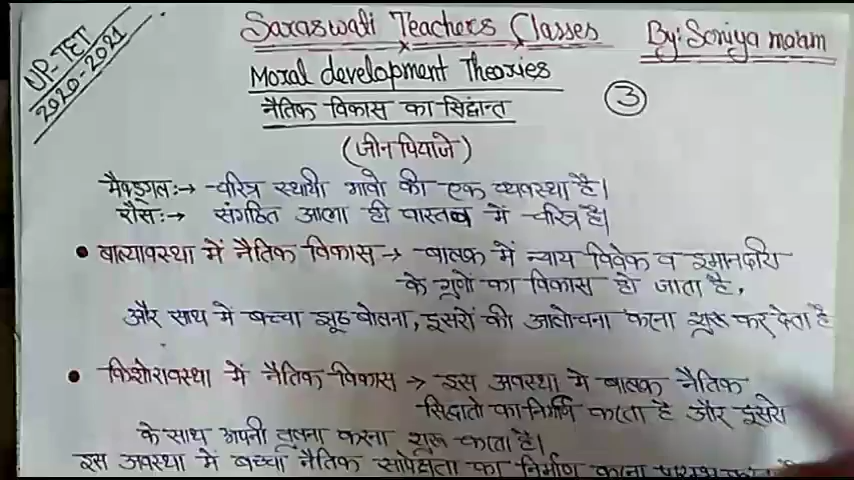 UP-TET
2020-2021
Saraswati Teachers Classes
By: Soniya mam
Moral development Theories
नैतिक विकास का सिद्धान्त
3
(जीन पियाजे)
मैक्डूगल:→ चरित्र स्थायी भावो की एक व्यवस्था है।
रौस:→ संगठित आत्मा ही वास्तव में चरित्र है।
• बाल्यावस्था में नैतिक विकास → बालक में न्याय विवेक व इमानदारी
के गुणों का विकास हो जाता है,
और साथ में बच्चा झूठ बोलना, दूसरों की आलोचना करना शुरू कर देता है
• किशोरावस्था में नैतिक विकास → इस अवस्था मे बालक नैतिक
सिद्धातो का निर्माण करता है और दूसरो
के साथ अपनी तुलना करना शुरू करता है।
इस अवस्था में बच्चा नैतिक सापेक्षता का निर्माण करना